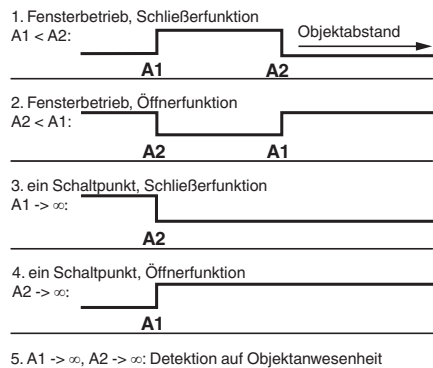 1. Fensterbetrieb, Schließerfunktion
A1 < A2:
Objektabstand
A1 A2
2. Fensterbetrieb, Öffnerfunktion
A2 < A1:
A2 A1
3. ein Schaltpunkt, Schließerfunktion
A1 -> ∞:
A2
4. ein Schaltpunkt, Öffnerfunktion
A2 -> ∞:
A1
5. A1 -> ∞, A2 -> ∞: Detektion auf Objektanwesenheit